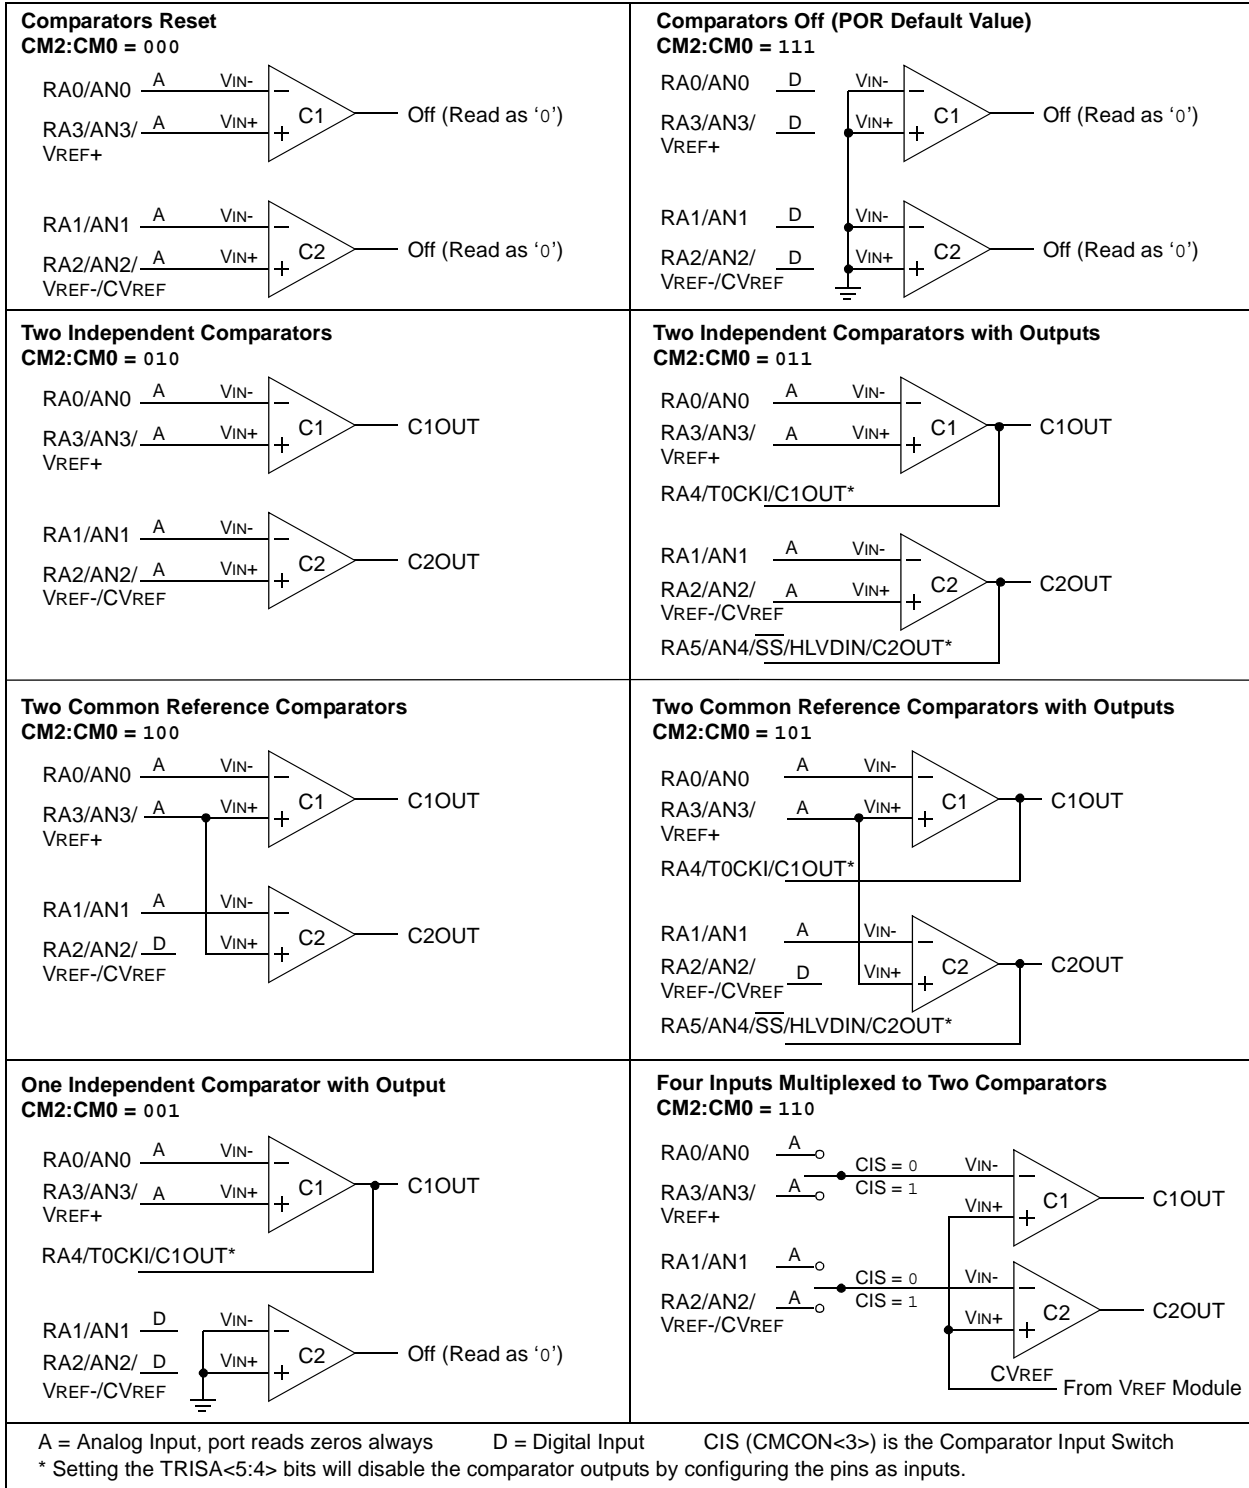 Comparators Reset
CM2:CM0 = 000
RA0/AN0 A VIN-
C1 Off (Read as ‘0’)
RA3/AN3/ A VIN+
VREF+
RA1/AN1 A VIN-
C2 Off (Read as ‘0’)
RA2/AN2/ A VIN+
VREF-/CVREF
Comparators Off (POR Default Value)
CM2:CM0 = 111
RA0/AN0 D VIN-
C1 Off (Read as ‘0’)
RA3/AN3/ D VIN+
VREF+
RA1/AN1 D VIN-
C2 Off (Read as ‘0’)
RA2/AN2/ D VIN+
VREF-/CVREF
Two Independent Comparators
CM2:CM0 = 010
RA0/AN0 A VIN-
C1 C1OUT
RA3/AN3/ A VIN+
VREF+
RA1/AN1 A VIN-
C2 C2OUT
RA2/AN2/ A VIN+
VREF-/CVREF
Two Independent Comparators with Outputs
CM2:CM0 = 011
RA0/AN0 A VIN-
C1 C1OUT
RA3/AN3/ A VIN+
VREF+
RA4/T0CKI/C1OUT*
RA1/AN1 A VIN-
C2 C2OUT
RA2/AN2/ A VIN+
VREF-/CVREF
RA5/AN4/SS/HLVDIN/C2OUT*
Two Common Reference Comparators
CM2:CM0 = 100
RA0/AN0 A VIN-
C1 C1OUT
RA3/AN3/ A VIN+
VREF+
RA1/AN1 A VIN-
C2 C2OUT
RA2/AN2/ D VIN+
VREF-/CVREF
Two Common Reference Comparators with Outputs
CM2:CM0 = 101
RA0/AN0 A VIN-
C1 C1OUT
RA3/AN3/ A VIN+
VREF+
RA4/T0CKI/C1OUT*
RA1/AN1 A VIN-
C2 C2OUT
RA2/AN2/ D VIN+
VREF-/CVREF
RA5/AN4/SS/HLVDIN/C2OUT*
One Independent Comparator with Output
CM2:CM0 = 001
RA0/AN0 A VIN-
C1 C1OUT
RA3/AN3/ A VIN+
VREF+
RA4/T0CKI/C1OUT*
RA1/AN1 D VIN-
C2 Off (Read as ‘0’)
RA2/AN2/ D VIN+
VREF-/CVREF
Four Inputs Multiplexed to Two Comparators
CM2:CM0 = 110
RA0/AN0 A CIS = 0 VIN-
RA3/AN3/ A CIS = 1 C1 C1OUT
VREF+ VIN+
RA1/AN1 A CIS = 0 VIN-
RA2/AN2/ A CIS = 1 C2 C2OUT
VREF-/CVREF VIN+
CVREF From VREF Module
A = Analog Input, port reads zeros always D = Digital Input CIS (CMCON<3>) is the Comparator Input Switch
* Setting the TRISA<5:4> bits will disable the comparator outputs by configuring the pins as inputs.